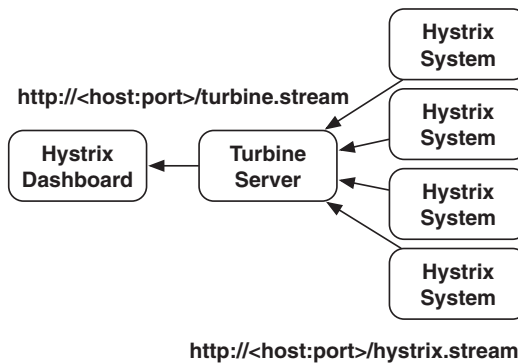 Hystrix
System
http://<host:port>/turbine.stream
Hystrix
System
Hystrix
Dashboard
Turbine
Server
Hystrix
System
Hystrix
System
http://<host:port>/hystrix.stream